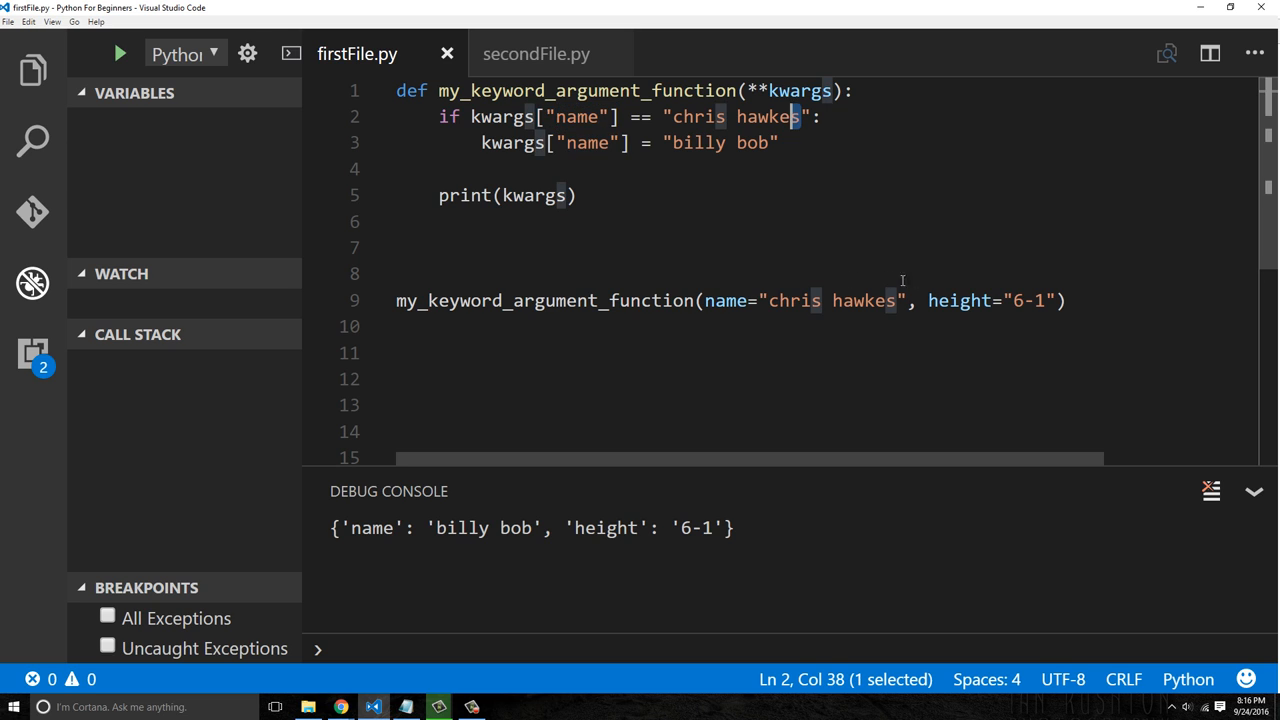 firstFile.py - Python For Beginners - Visual Studio Code
File Edit View Go Help
Pythor
firstFile.py
secondFile.py
VARIABLES
WATCH
CALL STACK
2
BREAKPOINTS
All Exceptions
Uncaught Exceptions
1 def my_keyword_argument_function(**kwargs):
2 if kwargs["name"] == "chris hawkes":
3 kwargs["name"] = "billy bob"
4
5 print(kwargs)
6
7
8
9 my_keyword_argument_function(name="chris hawkes", height="6-1")
10
11
12
13
14
15
DEBUG CONSOLE
{'name': 'billy bob', 'height': '6-1'}
0 0 Ln 2, Col 38 (1 selected) Spaces: 4 UTF-8 CRLF Python
I'm Cortana. Ask me anything.
8:16 PM
9/24/2016